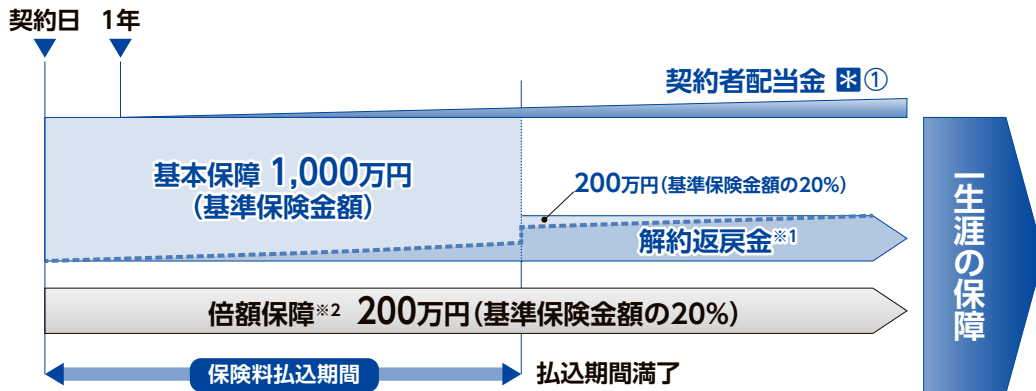 契約日 1年
契約者配当金 *①
基本保障 1,000万円
(基準保険金額)
200万円(基準保険金額の20%)
解約返戻金※1
一生涯の保障
倍額保障※2 200万円(基準保険金額の20%)
保険料払込期間
払込期間満了